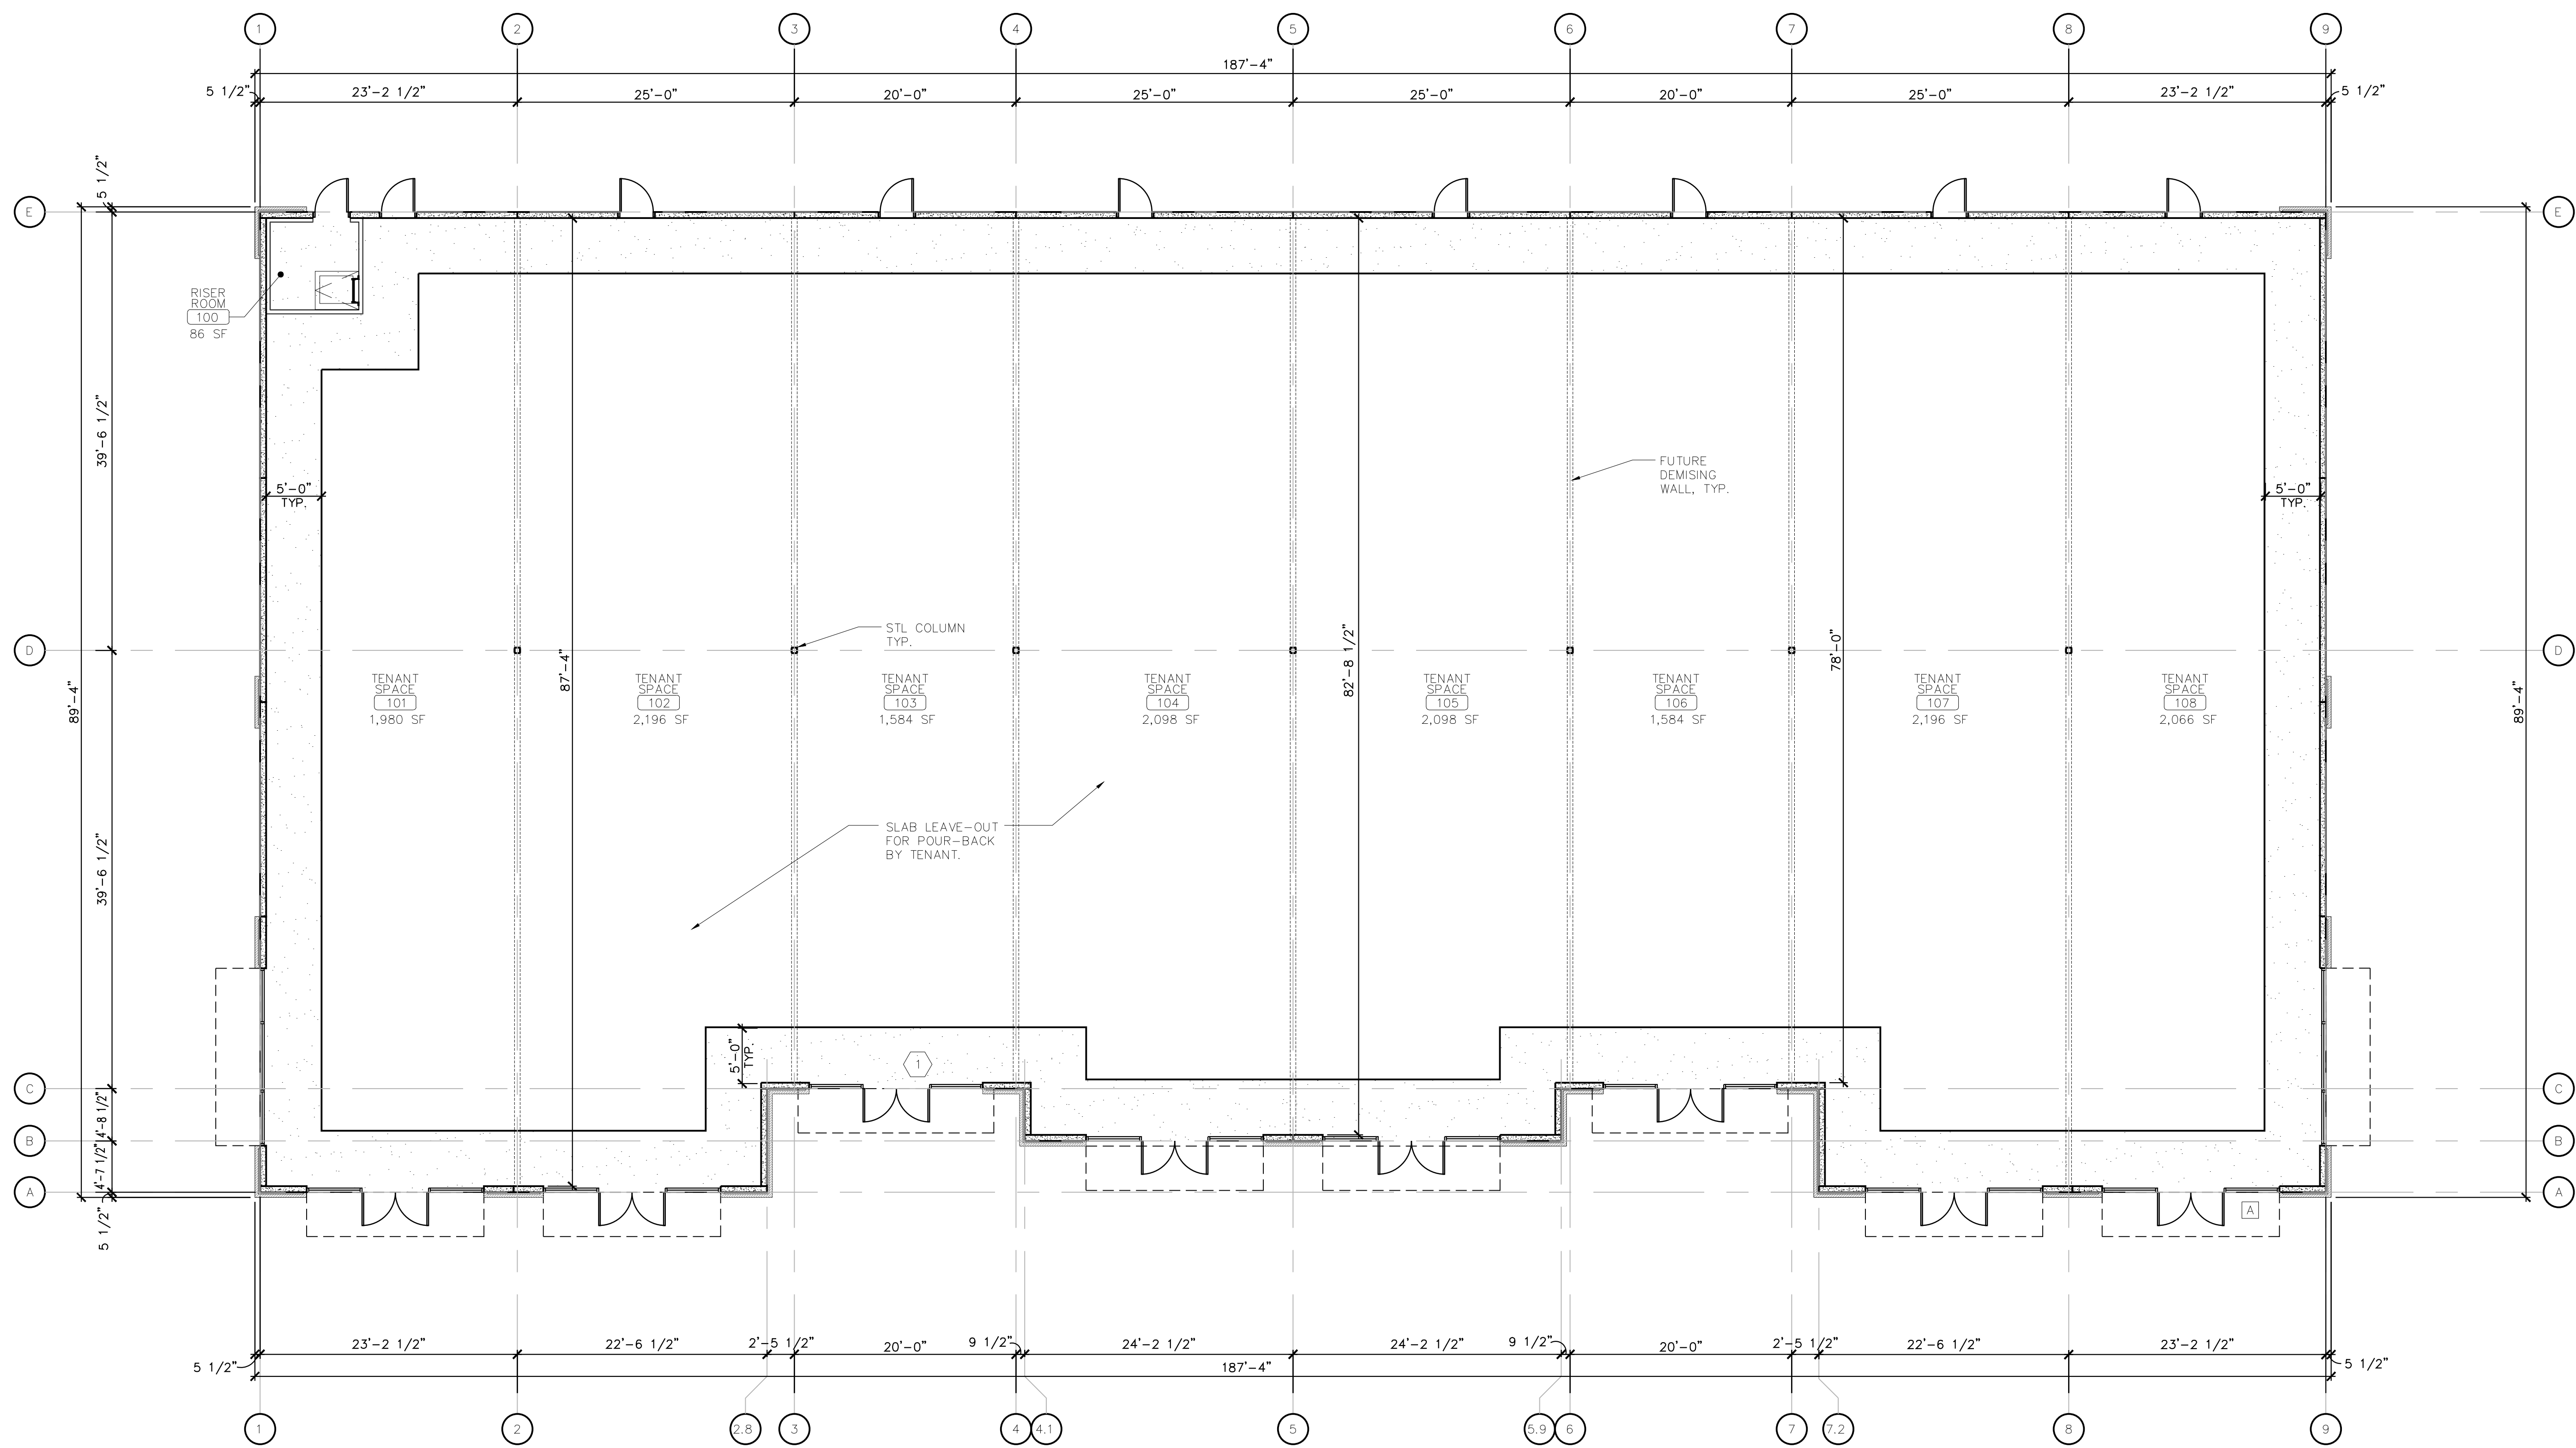 1 2 3 4 5 6 7 8 9
187'-4"
5 1/2" 23'-2 1/2" 25'-0" 20'-0" 25'-0" 25'-0" 20'-0" 25'-0" 23'-2 1/2" 5 1/2"
5 1/2"
E E
RISER
ROOM
100
86 SF
39'-6 1/2"
FUTURE
DEMISING
WALL, TYP.
5'-0"
TYP.
5'-0"
TYP.
STL COLUMN
TYP.
D D
89'-4"
87'-4"
82'-8 1/2"
78'-0"
89'-4"
TENANT
SPACE
101
1,980 SF
TENANT
SPACE
102
2,196 SF
TENANT
SPACE
103
1,584 SF
TENANT
SPACE
104
2,098 SF
TENANT
SPACE
105
2,098 SF
TENANT
SPACE
106
1,584 SF
TENANT
SPACE
107
2,196 SF
TENANT
SPACE
108
2,066 SF
39'-6 1/2"
SLAB LEAVE-OUT
FOR POUR-BACK
BY TENANT.
5'-0"
TYP.
1
C C
4'-8 1/2"
B B
4'-7 1/2"
A A
5 1/2"
A
23'-2 1/2" 22'-6 1/2" 2'-5 1/2" 20'-0" 9 1/2" 24'-2 1/2" 24'-2 1/2" 9 1/2" 20'-0" 2'-5 1/2" 22'-6 1/2" 23'-2 1/2"
5 1/2" 187'-4" 5 1/2"
1 2 2.8 3 4 4.1 5 5.9 6 7 7.2 8 9